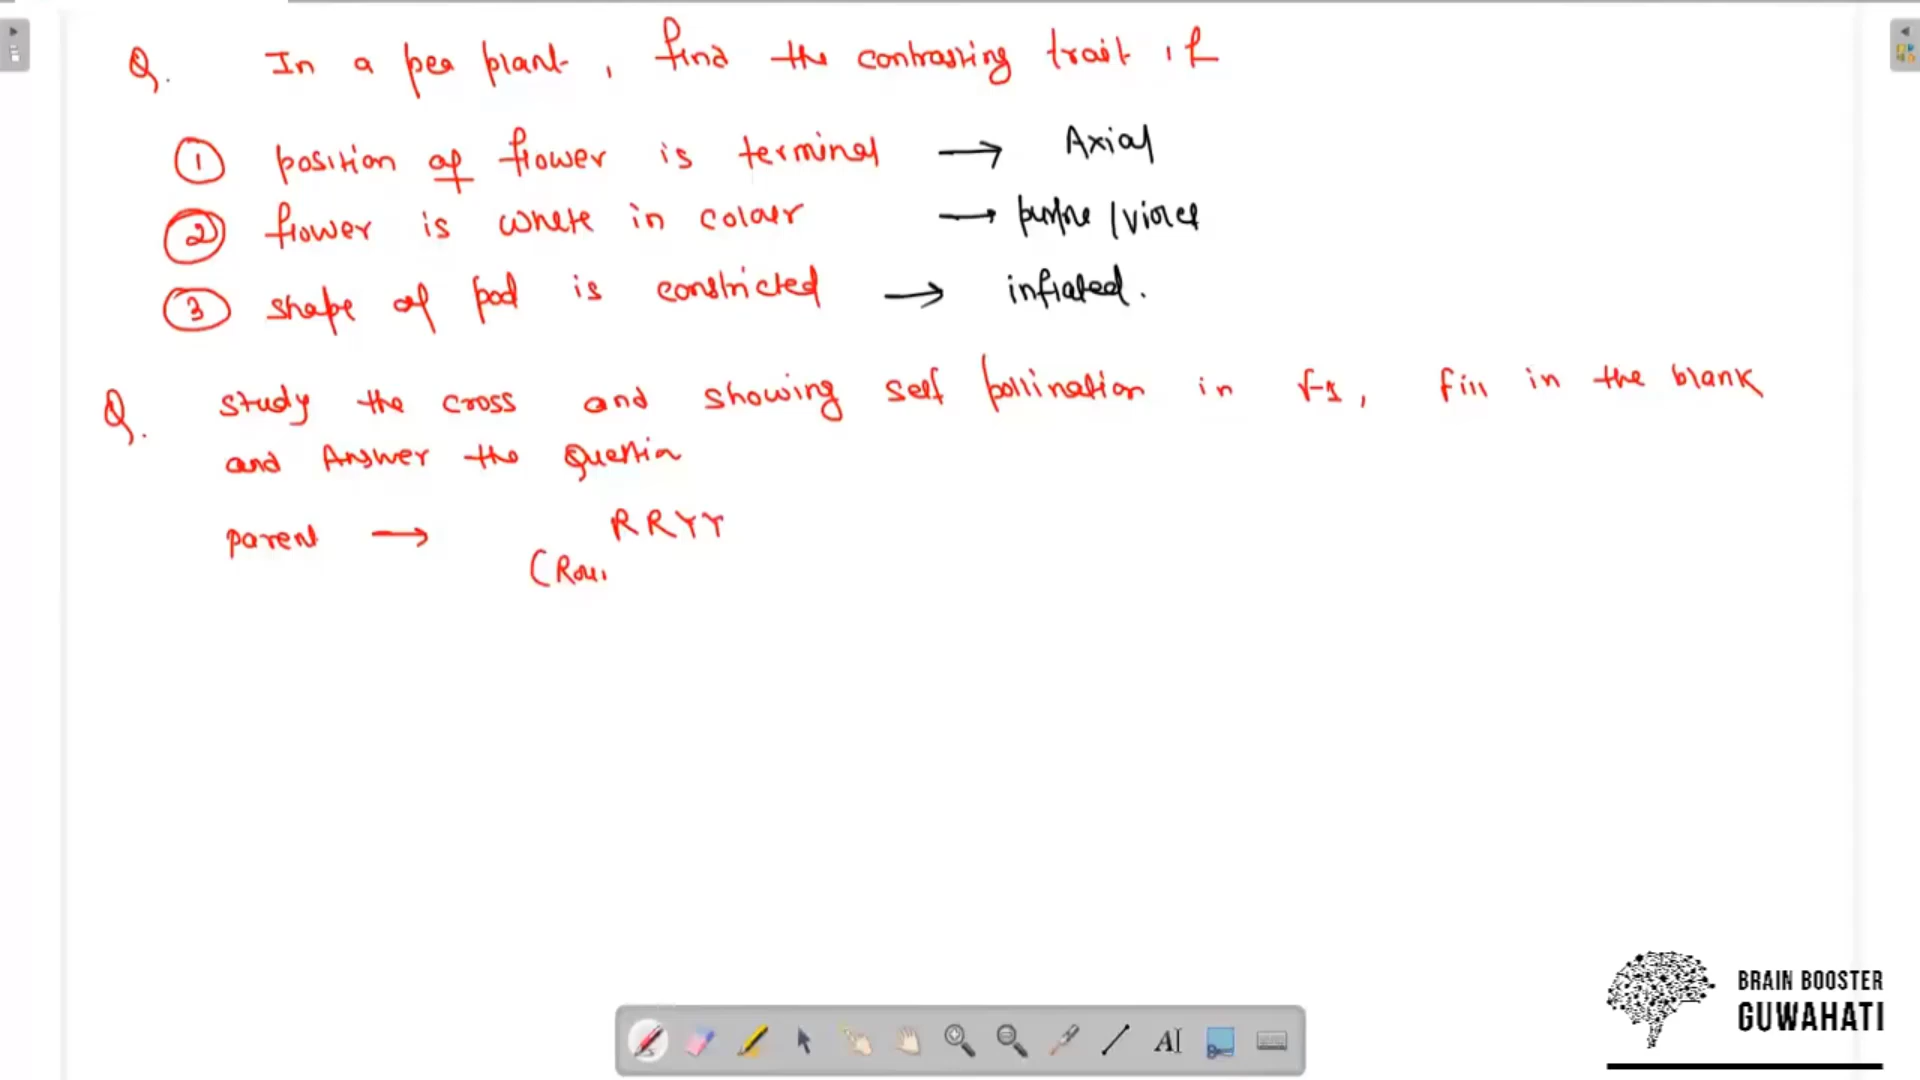 Q. In a pea plant, find the contrasting trait if
① position of flower is terminal → Axial
② flower is white in colour → purple / violet
③ shape of pod is constricted → inflated.
Q. study the cross and showing self pollination in F1, fill in the blank
and Answer the Question
parent → RRYY
(Rou
BRAIN BOOSTER
GUWAHATI